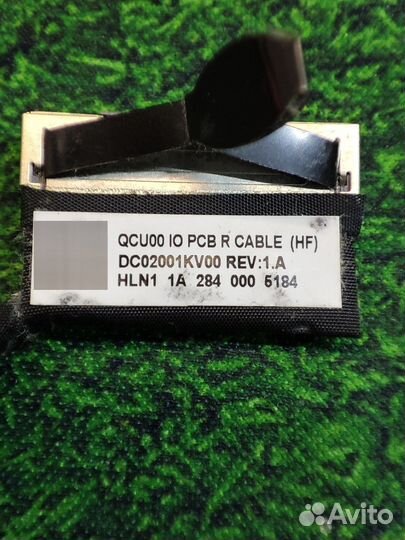 QCU00 IO PCB R CABLE (HF)
DC02001KV00 REV:1.A
HLN1 1A 284 000 5184
Avito